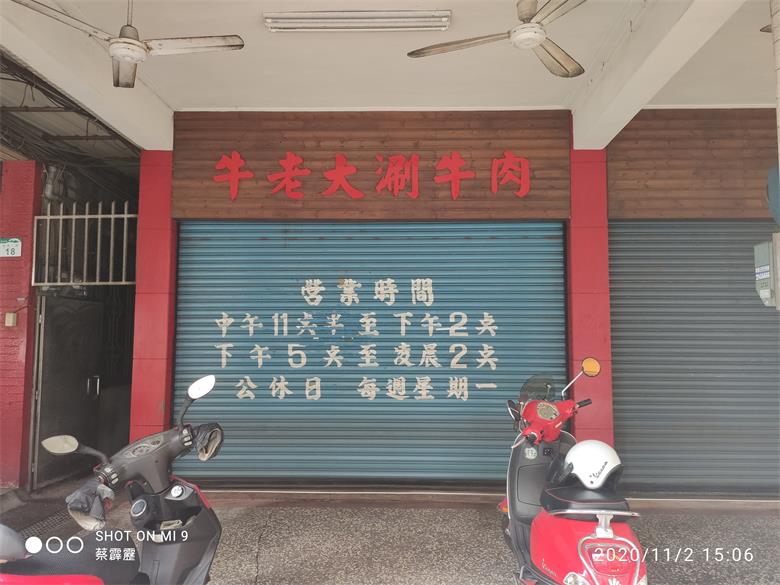 牛老大涮牛肉
営業時間
中午11点半至下午2点
下午5点至凌晨2点
公休日 每週星期一
18
SHOT ON MI 9
蔡霹靂
2020/11/2 15:06